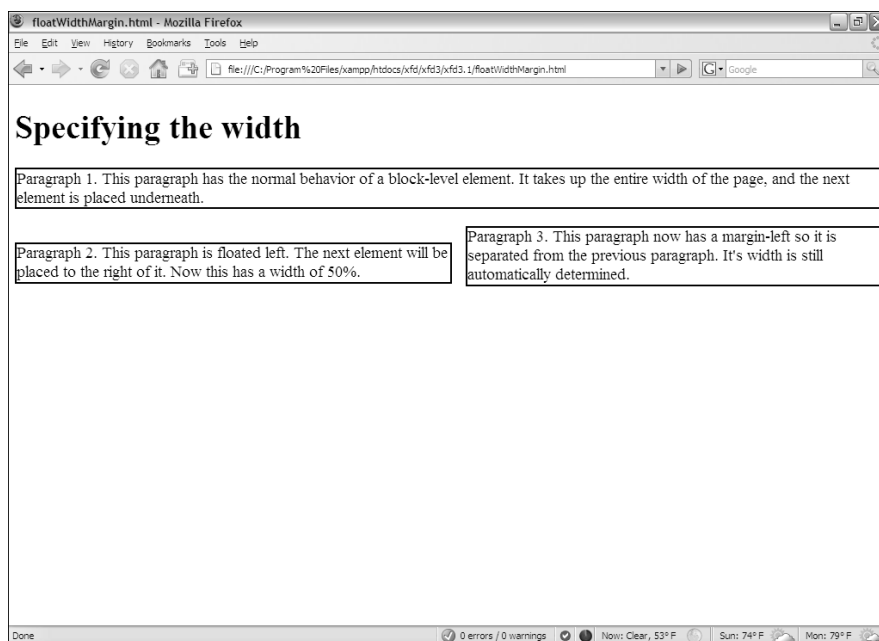 floatWidthMargin.html - Mozilla Firefox
File Edit View History Bookmarks Tools Help
file:///C:/Program%20Files/xampp/htdocs/xfd/xfd3/xfd3.1/floatWidthMargin.html
G Google
Specifying the width
Paragraph 1. This paragraph has the normal behavior of a block-level element. It takes up the entire width of the page, and the next
element is placed underneath.
Paragraph 2. This paragraph is floated left. The next element will be
placed to the right of it. Now this has a width of 50%.
Paragraph 3. This paragraph now has a margin-left so it is
separated from the previous paragraph. It's width is still
automatically determined.
Done 0 errors / 0 warnings Now: Clear, 53° F Sun: 74° F Mon: 79° F